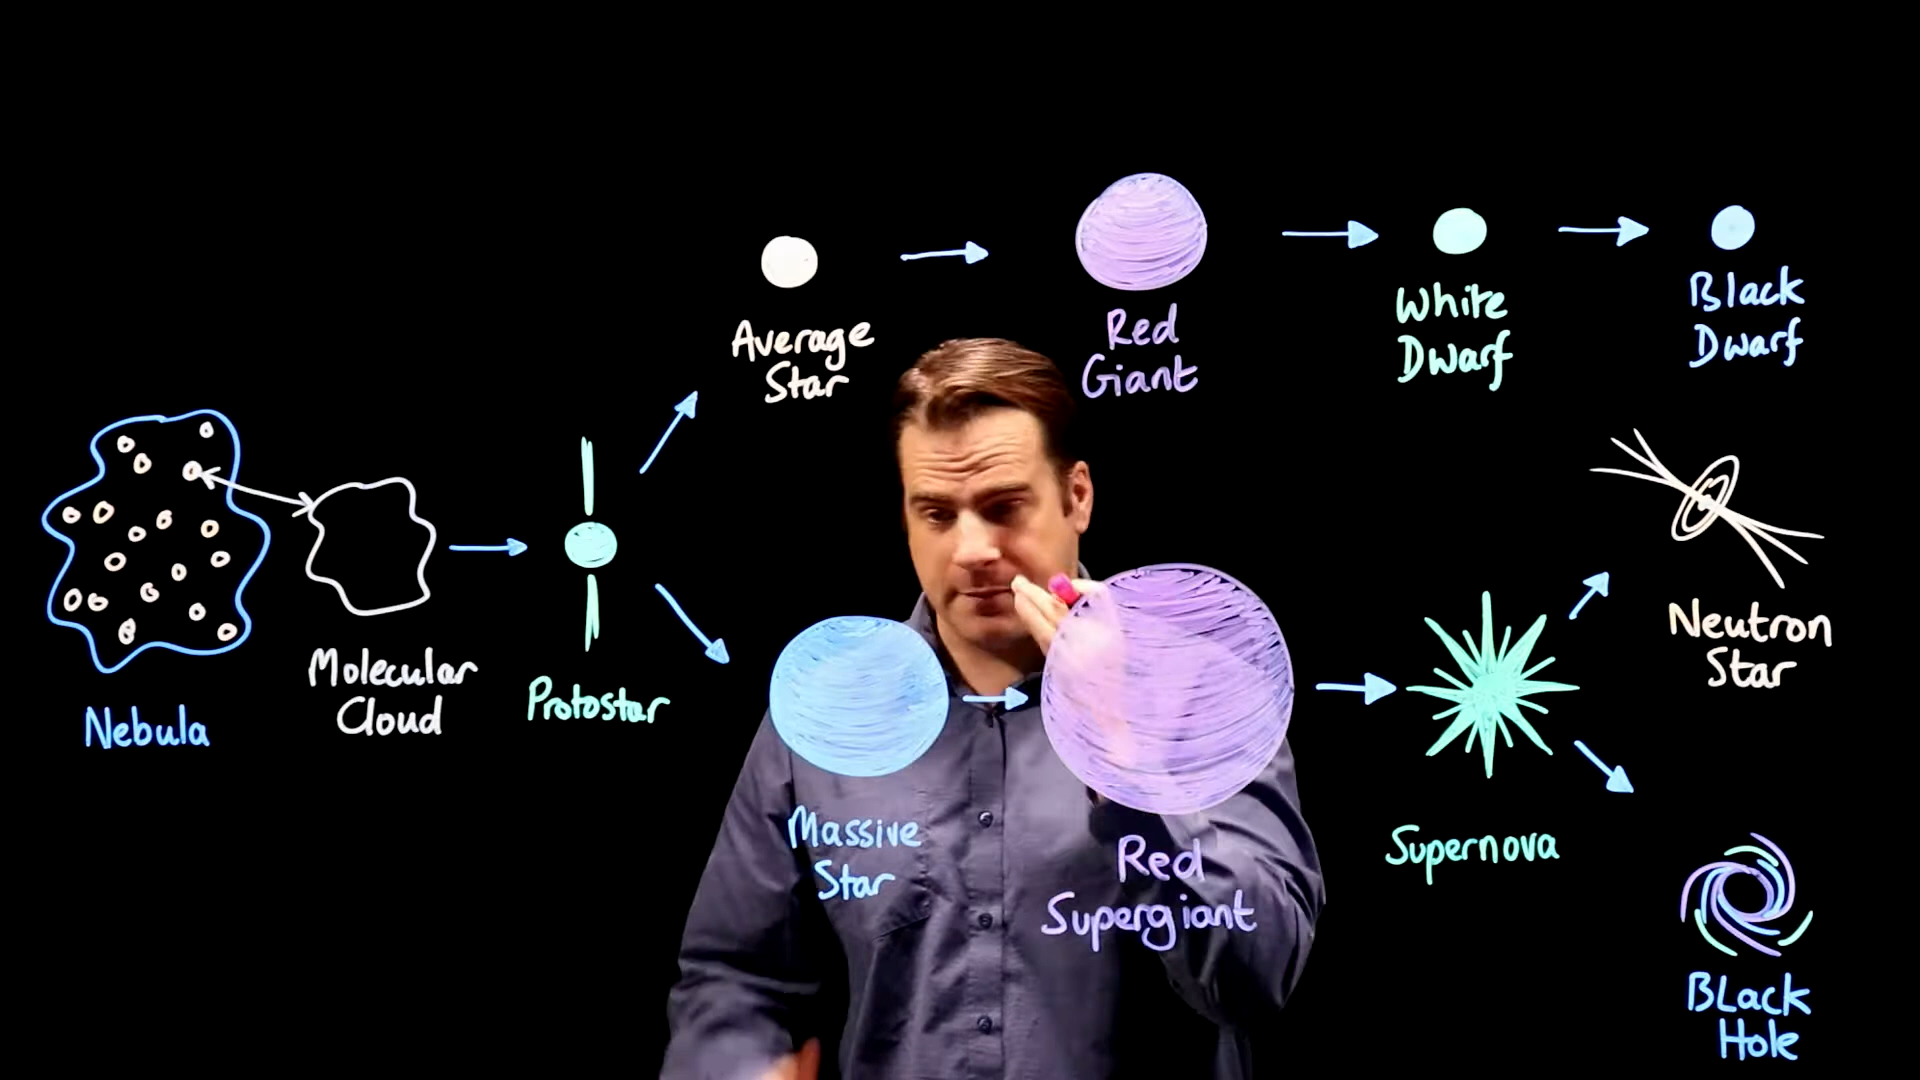 Nebula
Molecular
Cloud
Protostar
Average
Star
Red
Giant
White
Dwarf
Black
Dwarf
Massive
Star
Red
Supergiant
Supernova
Neutron
Star
BLack
Hole